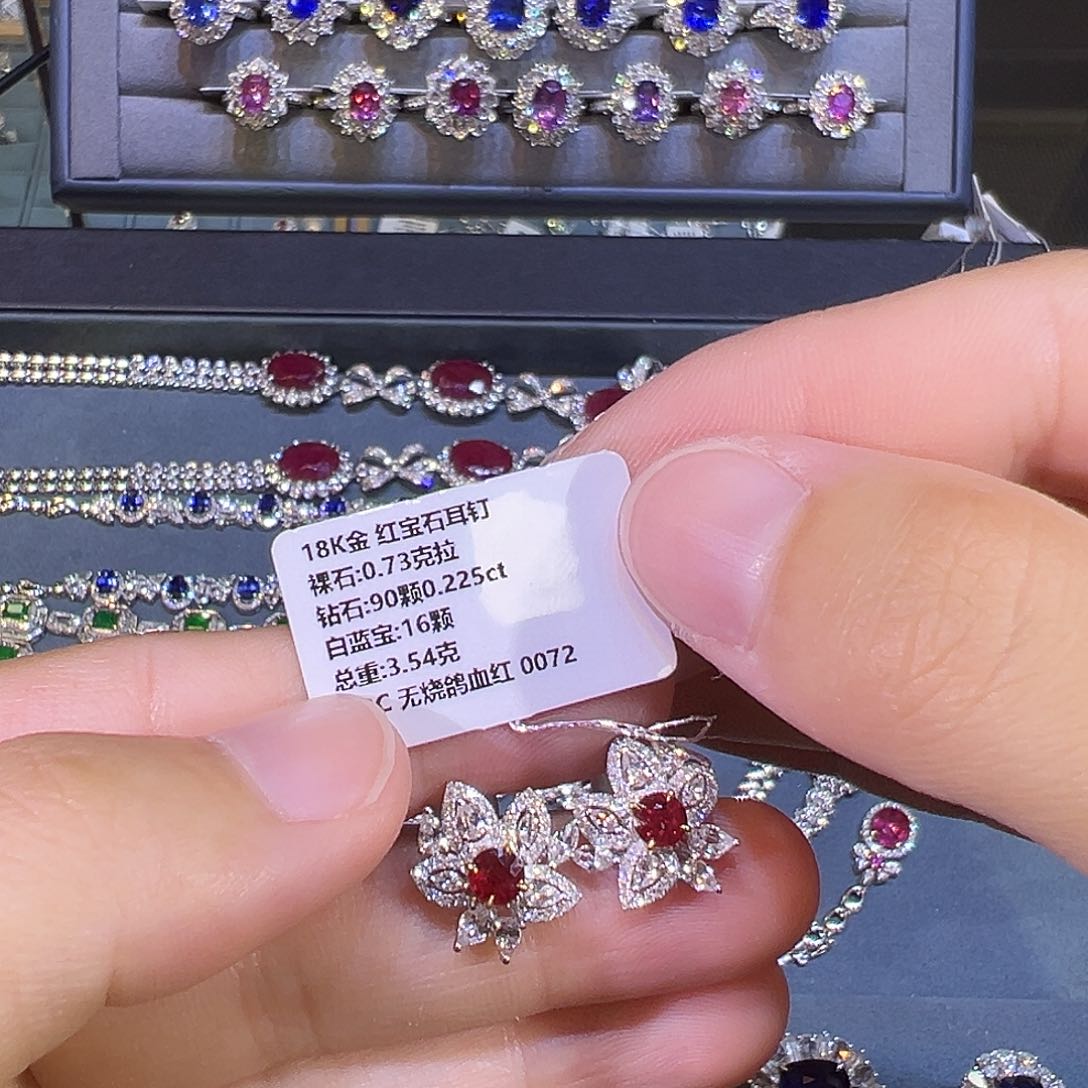 18K金 红宝石耳钉
裸石:0.73克拉
钻石:90颗0.225ct
白蓝宝:16颗
总重:3.54克
C 无烧鸽血红 0072